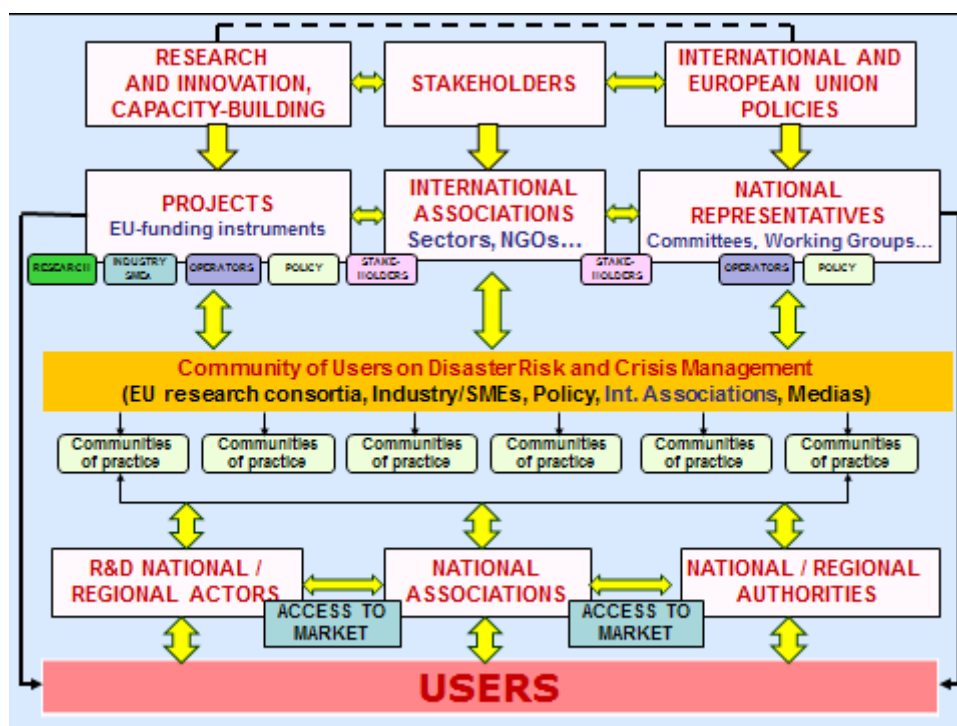 RESEARCH
AND INNOVATION,
CAPACITY-BUILDING
STAKEHOLDERS
INTERNATIONAL AND
EUROPEAN UNION
POLICIES
PROJECTS
EU-funding instruments
INTERNATIONAL
ASSOCIATIONS
Sectors, NGOs...
NATIONAL
REPRESENTATIVES
Committees, Working Groups...
RESEARCH
INDUSTRY
SMEA
OPERATORS
POLICY
STAKE-
HOLDERS
STAKE-
HOLDERS
OPERATORS
POLICY
Community of Users on Disaster Risk and Crisis Management
(EU research consortia, Industry/SMEs, Policy, Int. Associations, Medias)
Communities
of practice
Communities
of practice
Communities
of practice
Communities
of practice
Communities
of practice
Communities
of practice
R&D NATIONAL /
REGIONAL ACTORS
NATIONAL
ASSOCIATIONS
NATIONAL / REGIONAL
AUTHORITIES
ACCESS TO
MARKET
ACCESS TO
MARKET
USERS